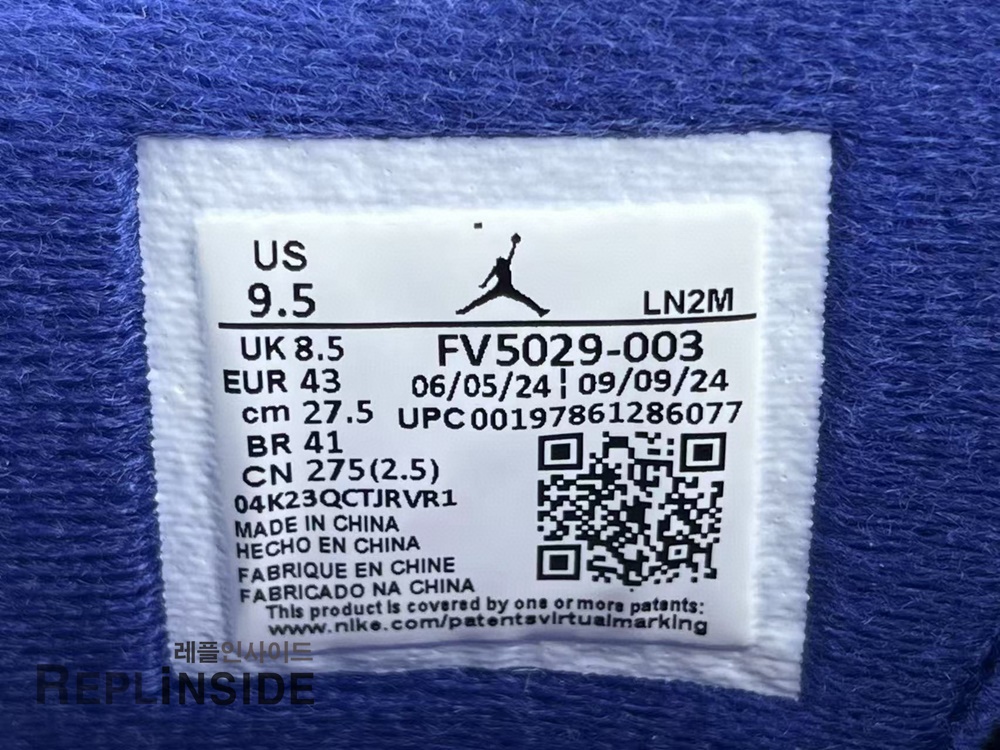 US
9.5
LN2M
UK 8.5
EUR 43
cm 27.5
BR 41
CN 275(2.5)
FV5029-003
06/05/24 ¦ 09/09/24
UPC00197861286077
04K23QCTJRVR1
MADE IN CHINA
HECHO EN CHINA
FABRIQUE EN CHINE
FABRICADO NA CHINA
This product is covered by one or more patents:
www.nike.com/patentsvirtualmarking
레플인사이드
REPLINSIDE